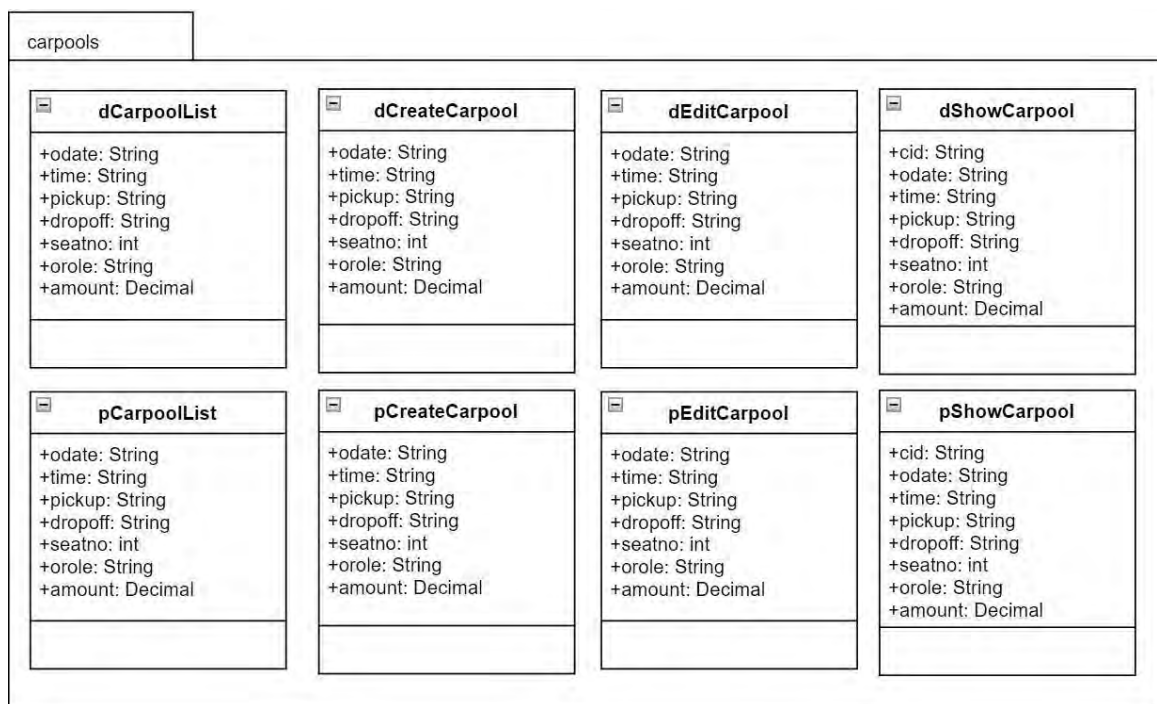 carpools
dCarpoolList
+odate: String
+time: String
+pickup: String
+dropoff: String
+seatno: int
+orole: String
+amount: Decimal
dCreateCarpool
+odate: String
+time: String
+pickup: String
+dropoff: String
+seatno: int
+orole: String
+amount: Decimal
dEditCarpool
+odate: String
+time: String
+pickup: String
+dropoff: String
+seatno: int
+orole: String
+amount: Decimal
dShowCarpool
+cid: String
+odate: String
+time: String
+pickup: String
+dropoff: String
+seatno: int
+orole: String
+amount: Decimal
pCarpoolList
+odate: String
+time: String
+pickup: String
+dropoff: String
+seatno: int
+orole: String
+amount: Decimal
pCreateCarpool
+odate: String
+time: String
+pickup: String
+dropoff: String
+seatno: int
+orole: String
+amount: Decimal
pEditCarpool
+odate: String
+time: String
+pickup: String
+dropoff: String
+seatno: int
+orole: String
+amount: Decimal
pShowCarpool
+cid: String
+odate: String
+time: String
+pickup: String
+dropoff: String
+seatno: int
+orole: String
+amount: Decimal